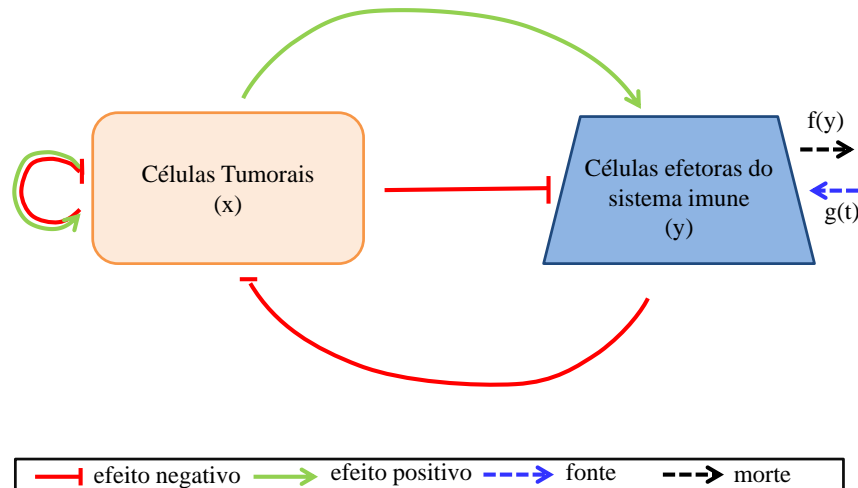 Células Tumorais
(x)
Células efetoras do
sistema imune
(y)
f(y)
g(t)
efeito negativo
efeito positivo
fonte
morte